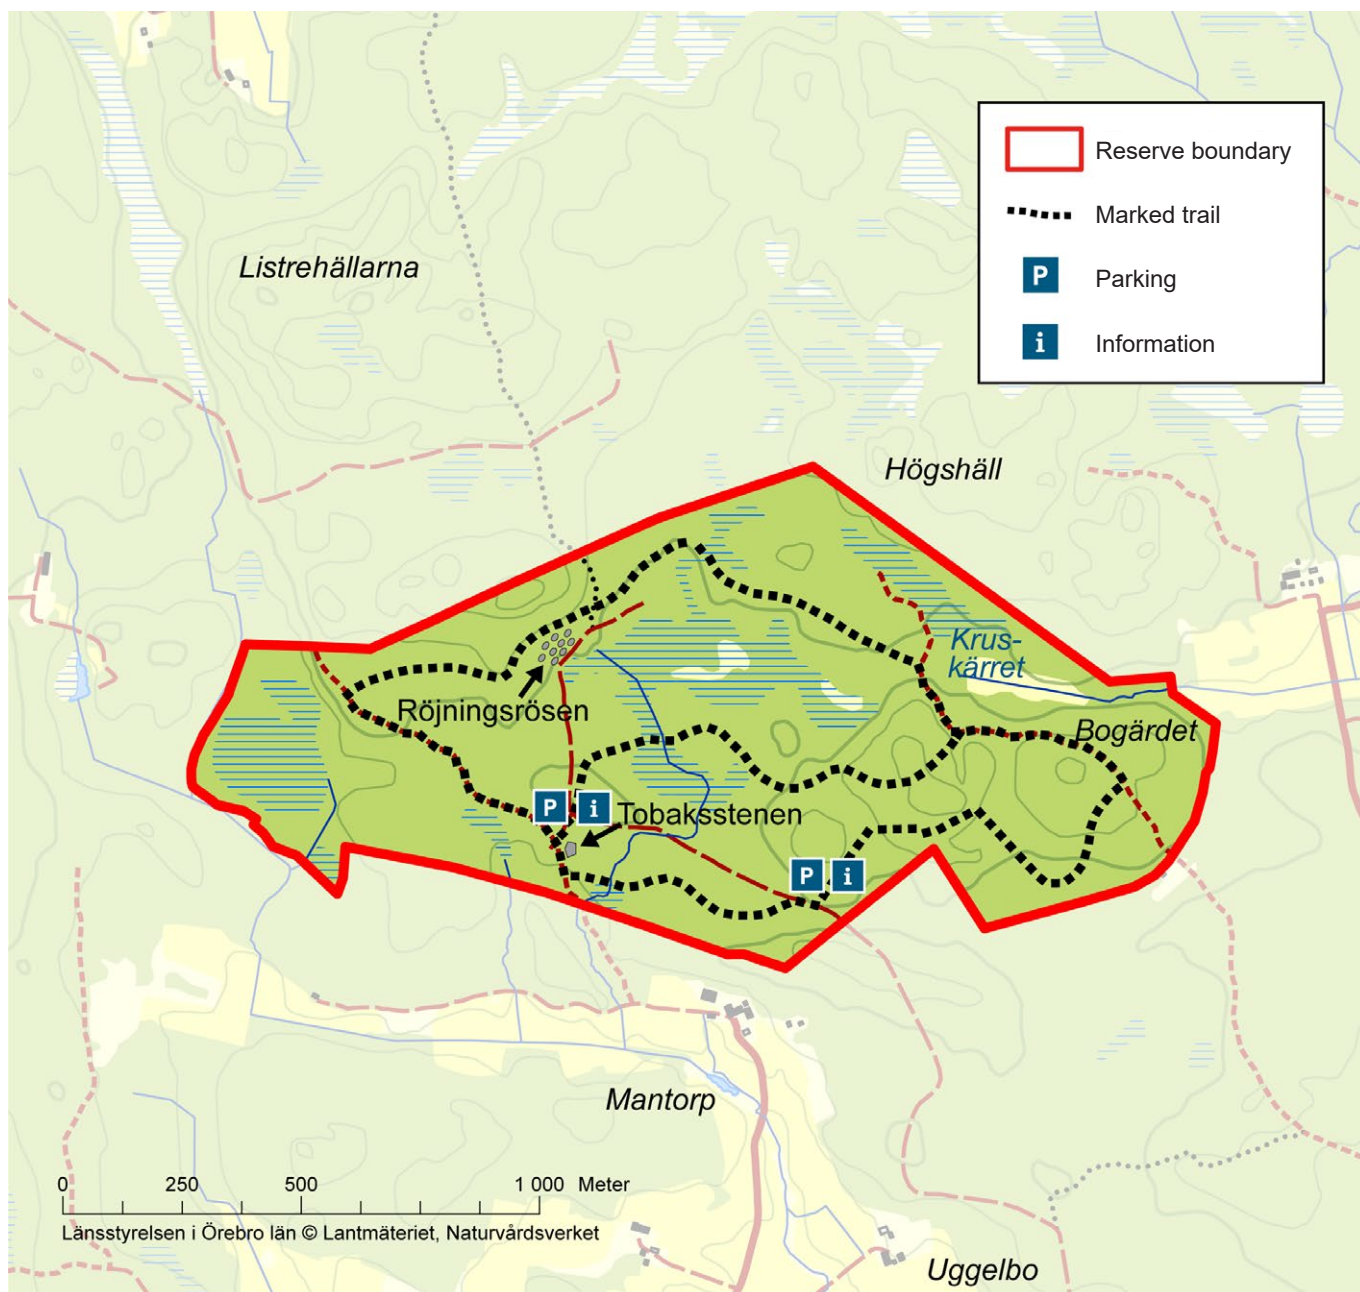 Reserve boundary
Marked trail
P Parking
i Information
Listrehällarna
Högshäll
Krus-
kärret
Röjningsrösen
Bogärdet
P i Tobaksstenen
P i
Mantorp
0 250 500 1 000 Meter
Länsstyrelsen i Örebro län © Lantmäteriet, Naturvårdsverket
Uggelbo